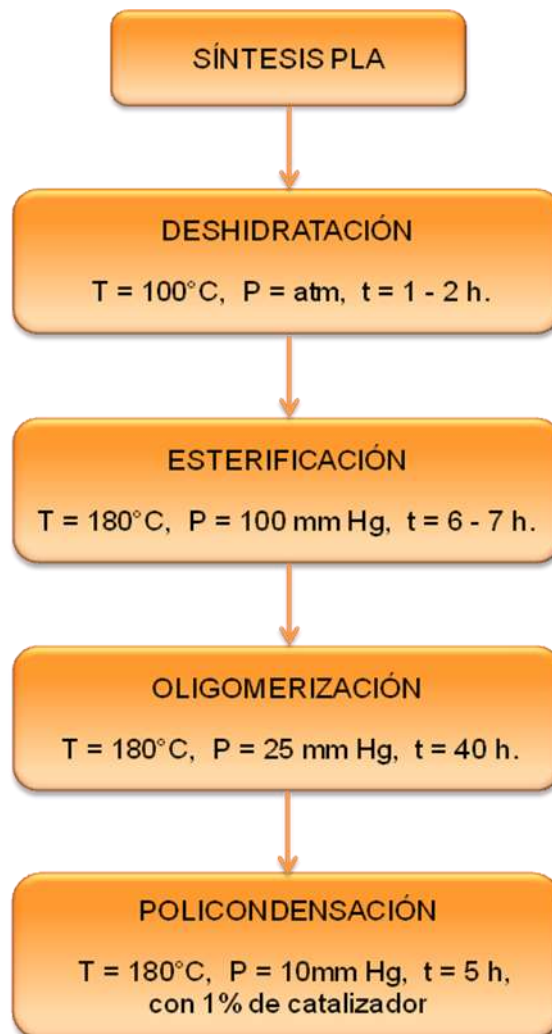 SÍNTESIS PLA
DESHIDRATACIÓN
T = 100°C, P = atm, t = 1 - 2 h.
ESTERIFICACIÓN
T = 180°C, P = 100 mm Hg, t = 6 - 7 h.
OLIGOMERIZACIÓN
T = 180°C, P = 25 mm Hg, t = 40 h.
POLICONDENSACIÓN
T = 180°C, P = 10mm Hg, t = 5 h,
con 1% de catalizador